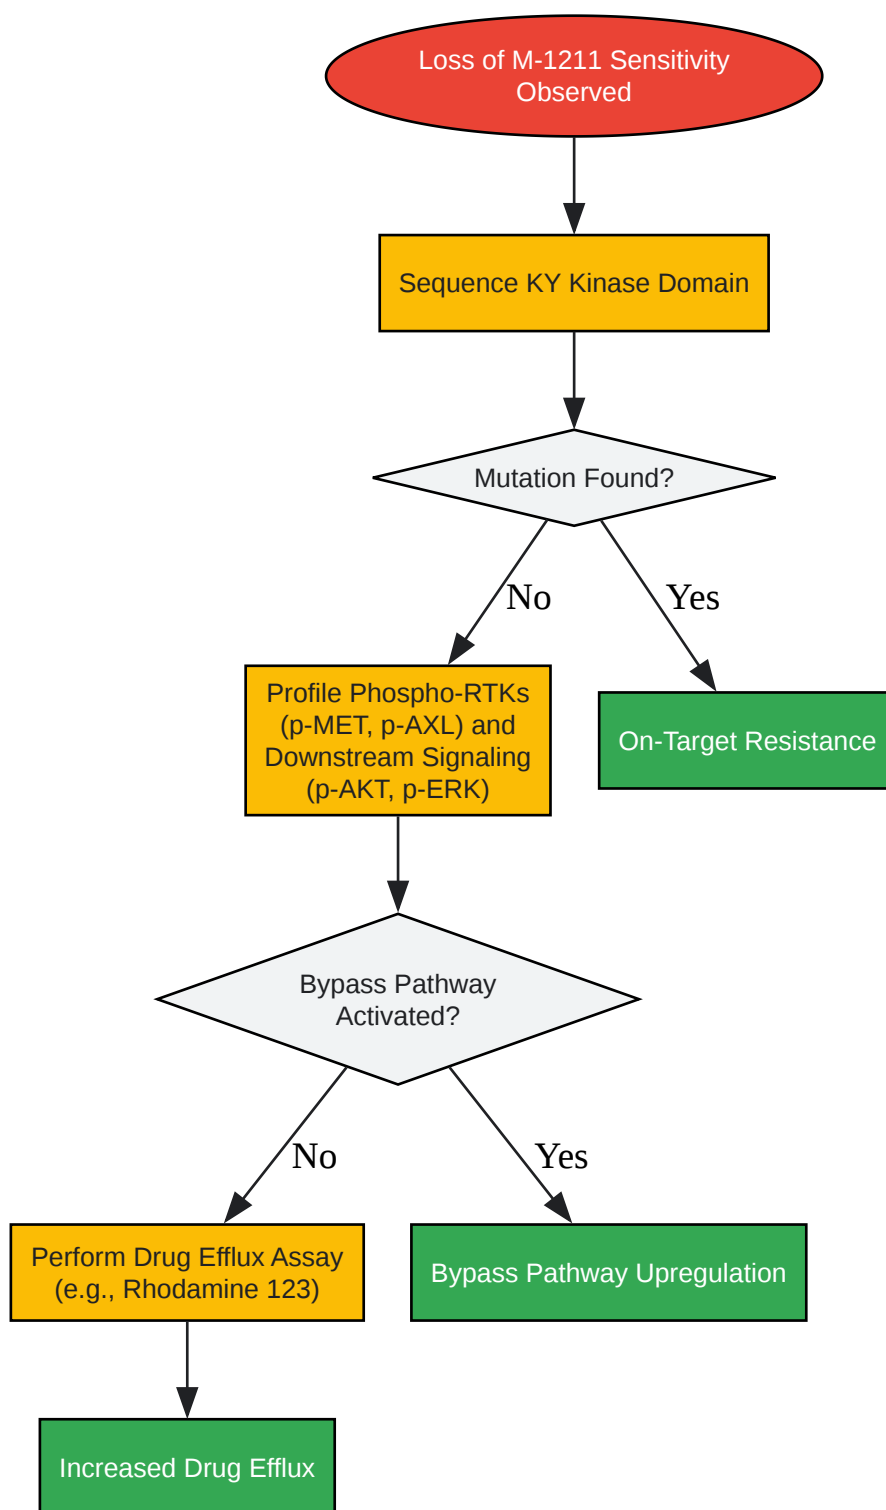 Loss of M-1211 Sensitivity
Observed
Sequence KY Kinase Domain
Mutation Found?
No
Yes
Profile Phospho-RTKs
(p-MET, p-AXL) and
Downstream Signaling
(p-AKT, p-ERK)
On-Target Resistance
Bypass Pathway
Activated?
No
Yes
Perform Drug Efflux Assay
(e.g., Rhodamine 123)
Bypass Pathway Upregulation
Increased Drug Efflux